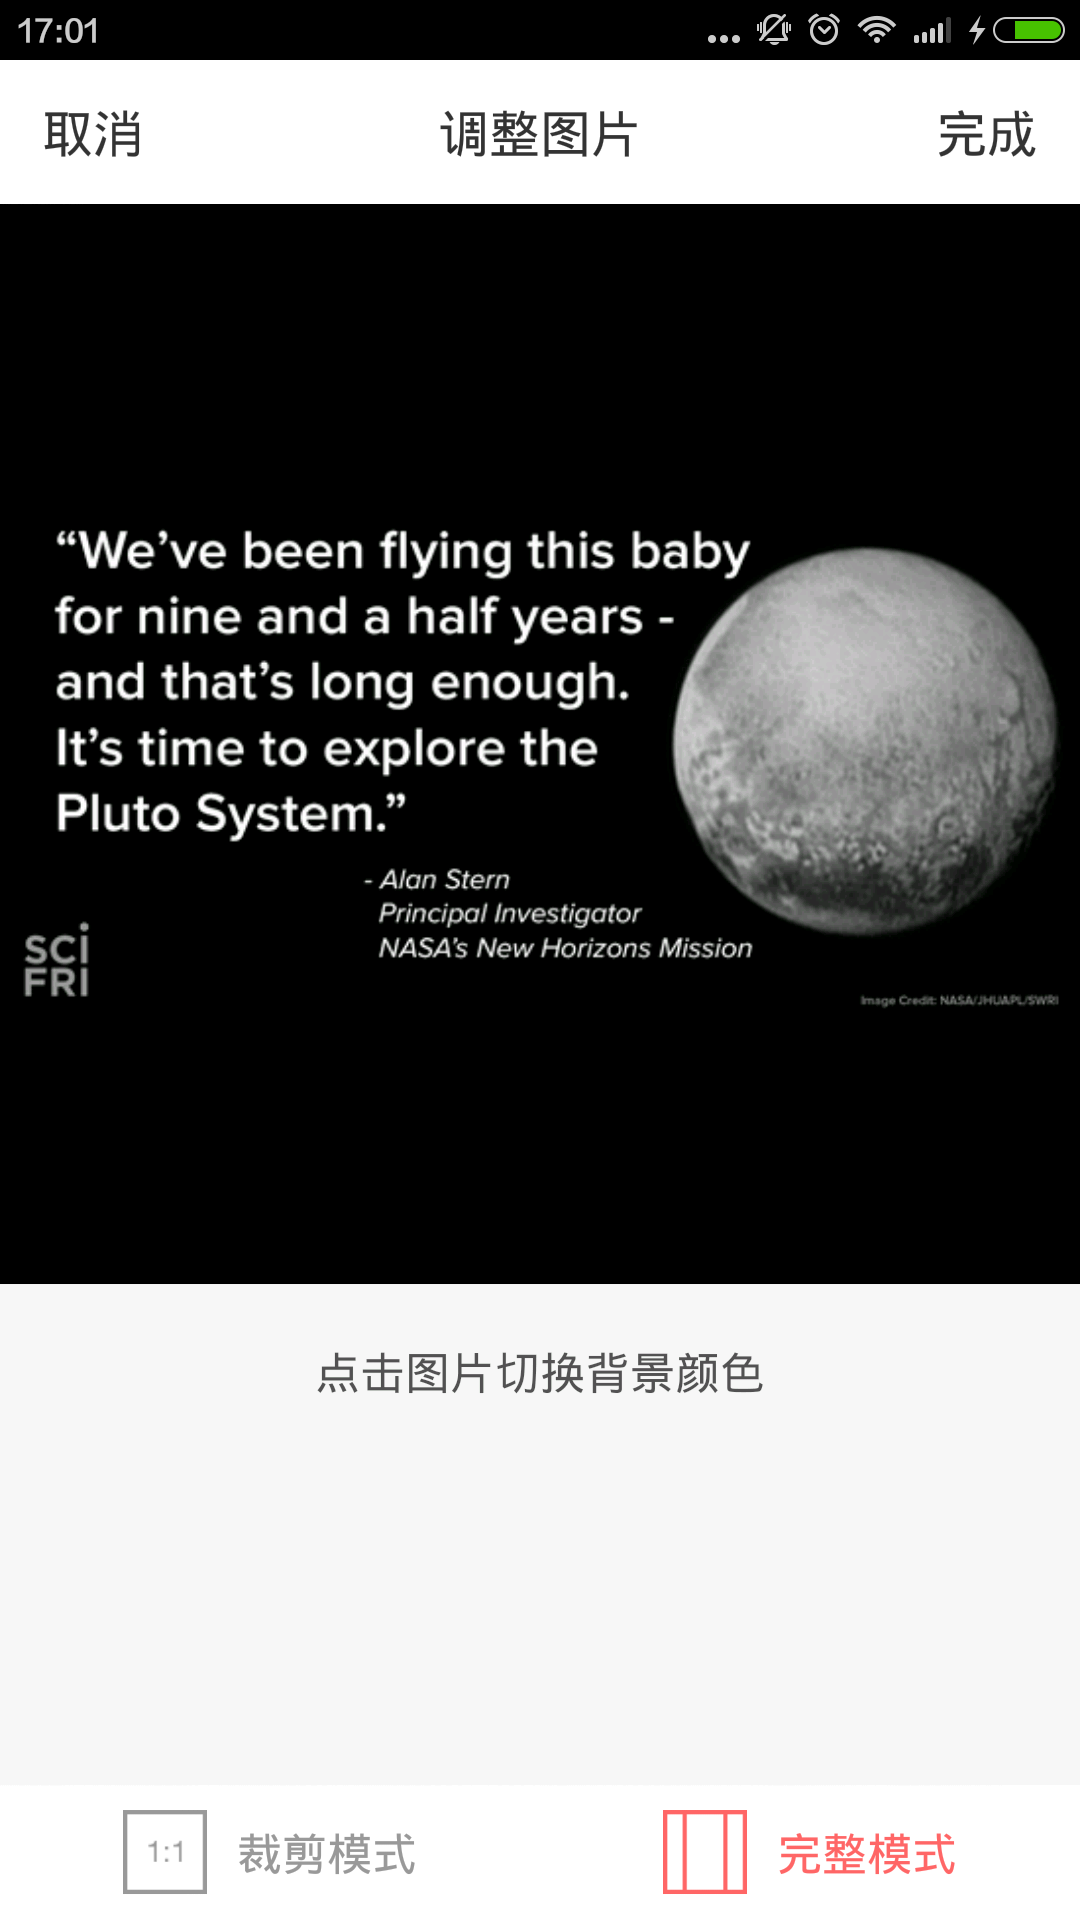 17:01
取消
调整图片
完成
“We’ve been flying this baby
for nine and a half years -
and that’s long enough.
It’s time to explore the
Pluto System.”
- Alan Stern
Principal Investigator
NASA’s New Horizons Mission
SCI
FRI
Image Credit: NASA/JHUAPL/SWRI
点击图片切换背景颜色
1:1
裁剪模式
完整模式